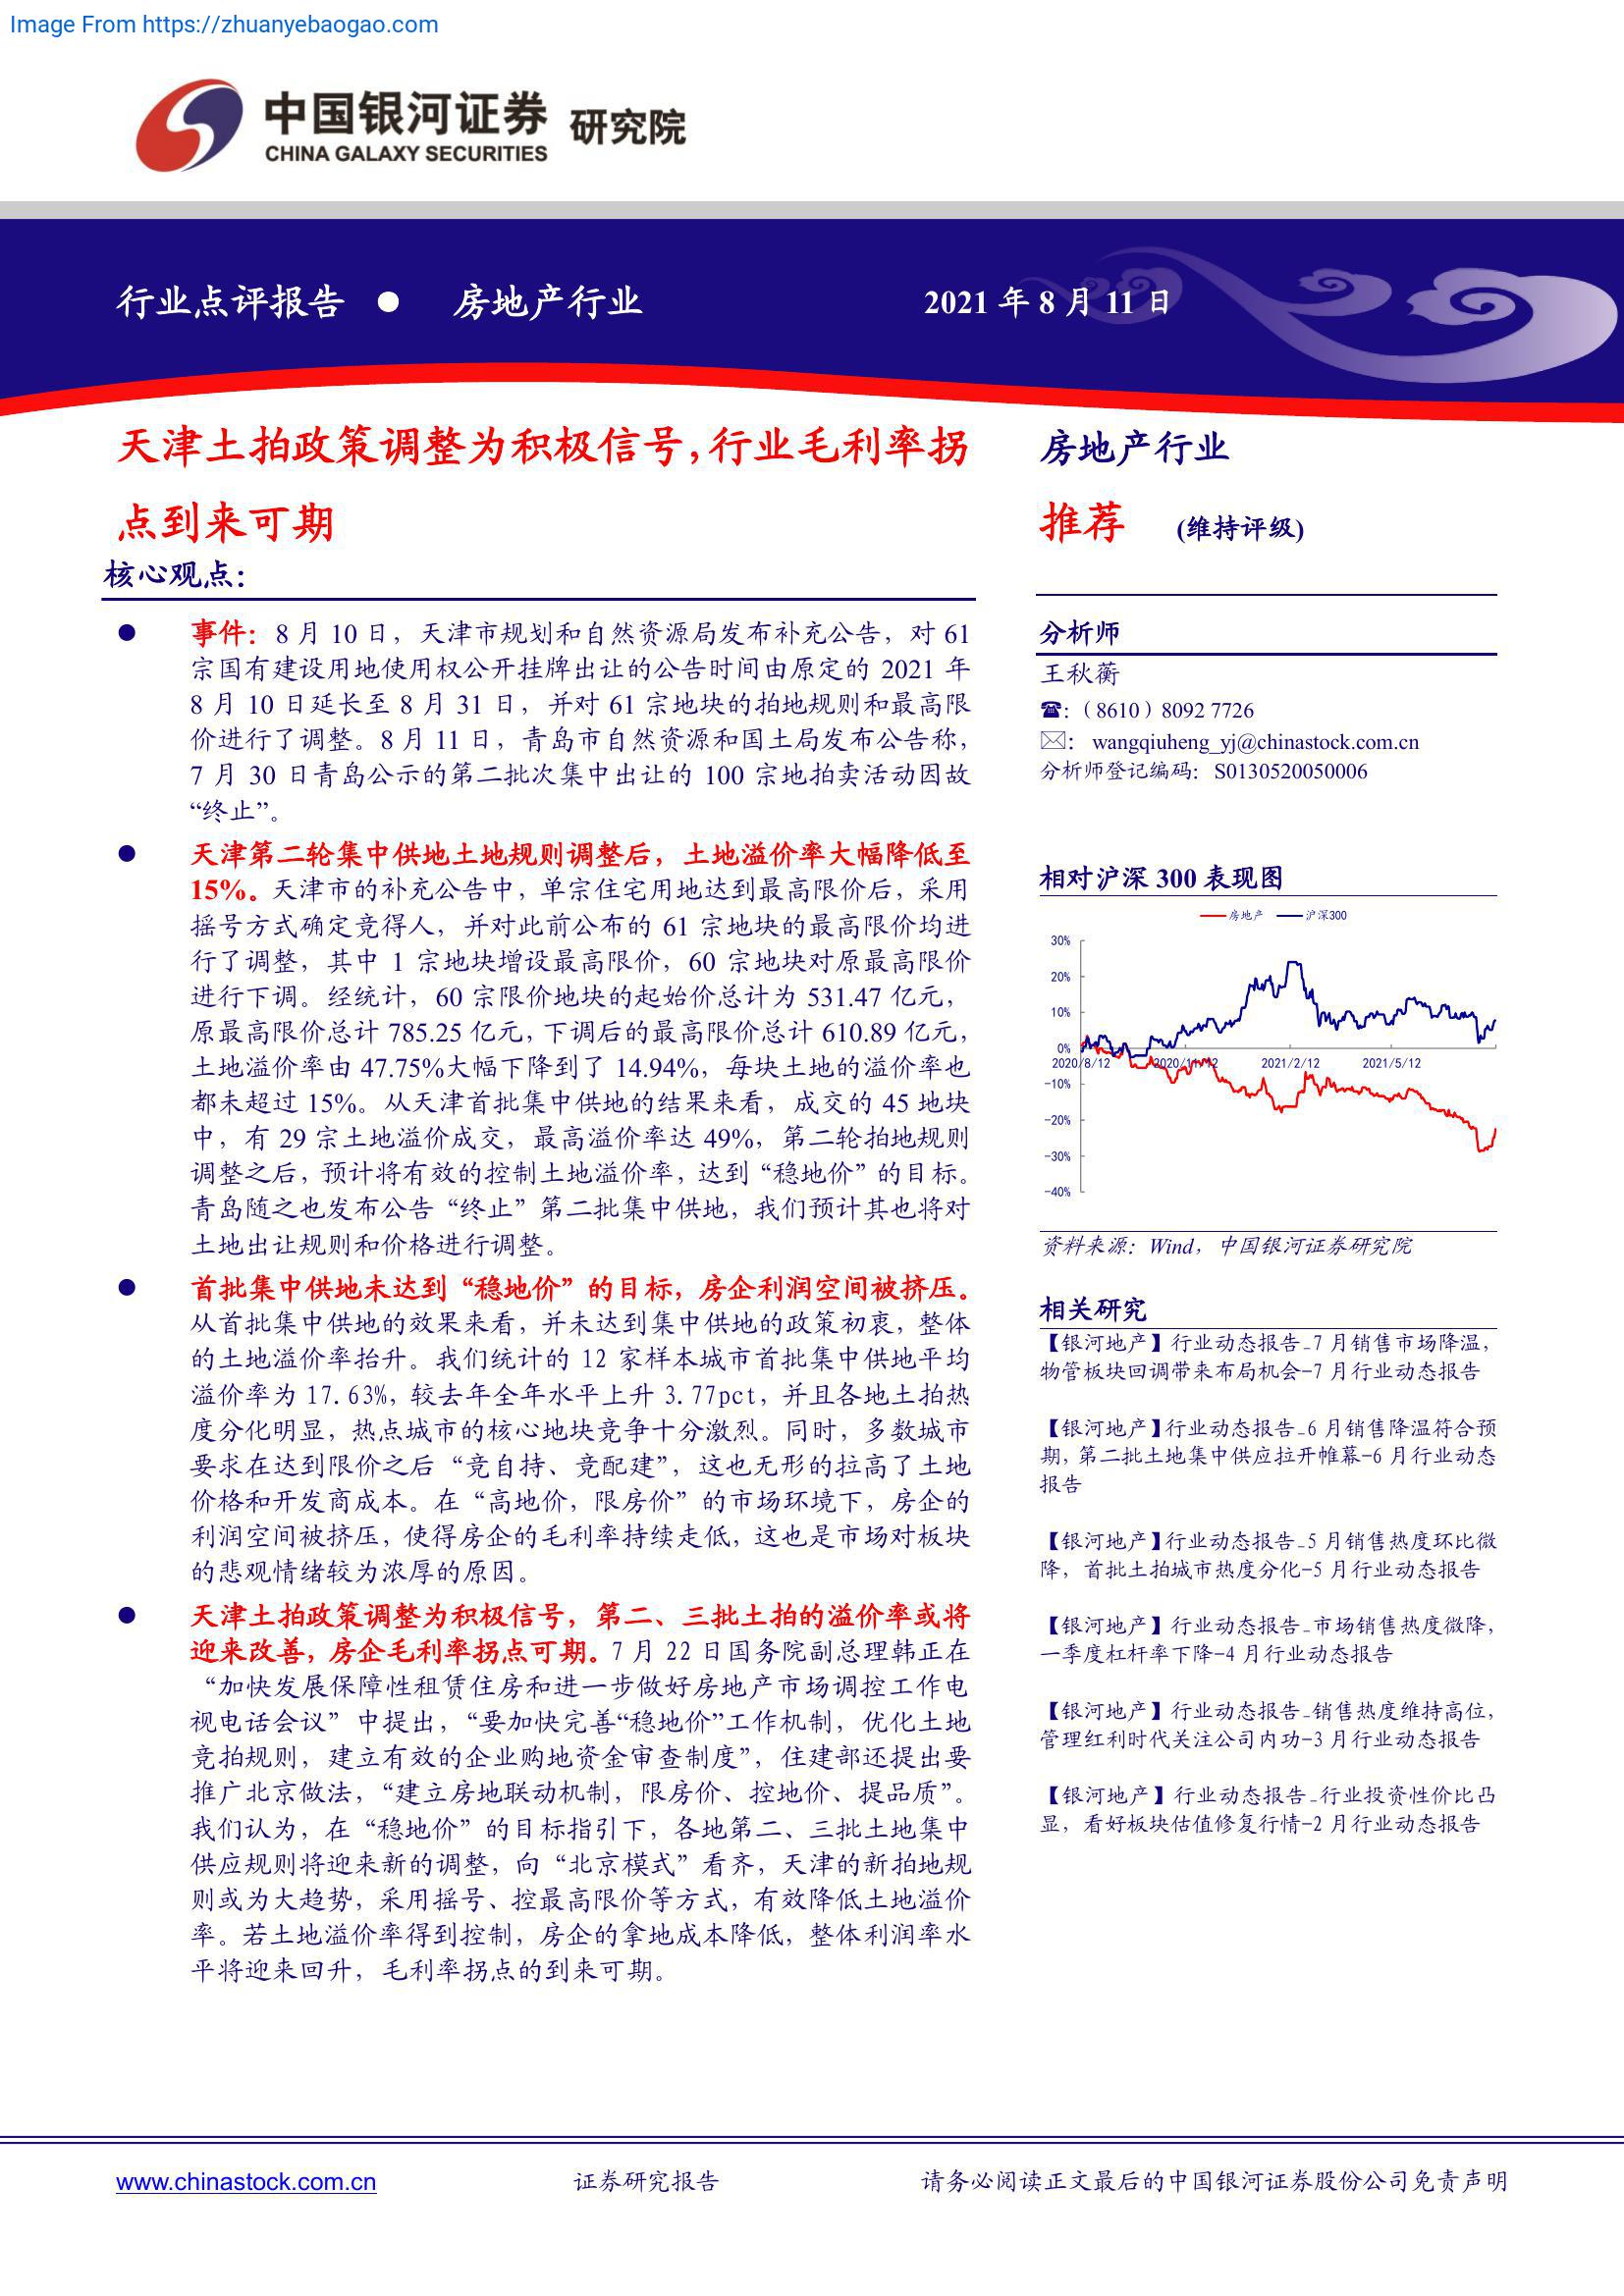 Image From https://zhuanyebaogao.com
中国银河证券 研究院
CHINA GALAXY SECURITIES
行业点评报告 ● 房地产行业
2021 年 8 月 11 日
天津土拍政策调整为积极信号,行业毛利率拐
点到来可期
核心观点:
● 事件:8 月 10 日,天津市规划和自然资源局发布补充公告,对 61
宗国有建设用地使用权公开挂牌出让的公告时间由原定的 2021 年
8 月 10 日延长至 8 月 31 日,并对 61 宗地块的拍地规则和最高限
价进行了调整。8 月 11 日,青岛市自然资源和国土局发布公告称,
7 月 30 日青岛公示的第二批次集中出让的 100 宗地拍卖活动因故
“终止”。
● 天津第二轮集中供地土地规则调整后,土地溢价率大幅降低至
15%。天津市的补充公告中,单宗住宅用地达到最高限价后,采用
摇号方式确定竞得人,并对此前公布的 61 宗地块的最高限价均进
行了调整,其中 1 宗地块增设最高限价,60 宗地块对原最高限价
进行下调。经统计,60 宗限价地块的起始价总计为 531.47 亿元,
原最高限价总计 785.25 亿元,下调后的最高限价总计 610.89 亿元,
土地溢价率由 47.75%大幅下降到了 14.94%,每块土地的溢价率也
都未超过 15%。从天津首批集中供地的结果来看,成交的 45 地块
中,有 29 宗土地溢价成交,最高溢价率达 49%,第二轮拍地规则
调整之后,预计将有效的控制土地溢价率,达到“稳地价”的目标。
青岛随之也发布公告“终止”第二批集中供地,我们预计其也将对
土地出让规则和价格进行调整。
● 首批集中供地未达到“稳地价”的目标,房企利润空间被挤压。
从首批集中供地的效果来看,并未达到集中供地的政策初衷,整体
的土地溢价率抬升。我们统计的 12 家样本城市首批集中供地平均
溢价率为 17.63%,较去年全年水平上升 3.77pct,并且各地土拍热
度分化明显,热点城市的核心地块竞争十分激烈。同时,多数城市
要求在达到限价之后“竞自持、竞配建”,这也无形的拉高了土地
价格和开发商成本。在“高地价,限房价”的市场环境下,房企的
利润空间被挤压,使得房企的毛利率持续走低,这也是市场对板块
的悲观情绪较为浓厚的原因。
● 天津土拍政策调整为积极信号,第二、三批土拍的溢价率或将
迎来改善,房企毛利率拐点可期。7 月 22 日国务院副总理韩正在
“加快发展保障性租赁住房和进一步做好房地产市场调控工作电
视电话会议”中提出,“要加快完善“稳地价”工作机制,优化土地
竞拍规则,建立有效的企业购地资金审查制度”,住建部还提出要
推广北京做法,“建立房地联动机制,限房价、控地价、提品质”。
我们认为,在“稳地价”的目标指引下,各地第二、三批土地集中
供应规则将迎来新的调整,向“北京模式”看齐,天津的新拍地规
则或为大趋势,采用摇号、控最高限价等方式,有效降低土地溢价
率。若土地溢价率得到控制,房企的拿地成本降低,整体利润率水
平将迎来回升,毛利率拐点的到来可期。
房地产行业
推荐 (维持评级)
分析师
王秋蘅
☎:(8610)8092 7726
✉: wangqiuheng_yj@chinastock.com.cn
分析师登记编码:S0130520050006
相对沪深 300 表现图
房地产 沪深300
30%
20%
10%
0%
-10%
-20%
-30%
-40%
2020/8/12 2020/11/12 2021/2/12 2021/5/12
资料来源:Wind,中国银河证券研究院
相关研究
【银河地产】行业动态报告_7 月销售市场降温,
物管板块回调带来布局机会-7 月行业动态报告
【银河地产】行业动态报告_6 月销售降温符合预
期,第二批土地集中供应拉开帷幕-6 月行业动态
报告
【银河地产】行业动态报告_5 月销售热度环比微
降,首批土拍城市热度分化-5 月行业动态报告
【银河地产】行业动态报告_市场销售热度微降,
一季度杠杆率下降-4 月行业动态报告
【银河地产】行业动态报告_销售热度维持高位,
管理红利时代关注公司内功-3 月行业动态报告
【银河地产】行业动态报告_行业投资性价比凸
显,看好板块估值修复行情-2 月行业动态报告
www.chinastock.com.cn 证券研究报告 请务必阅读正文最后的中国银河证券股份公司免责声明